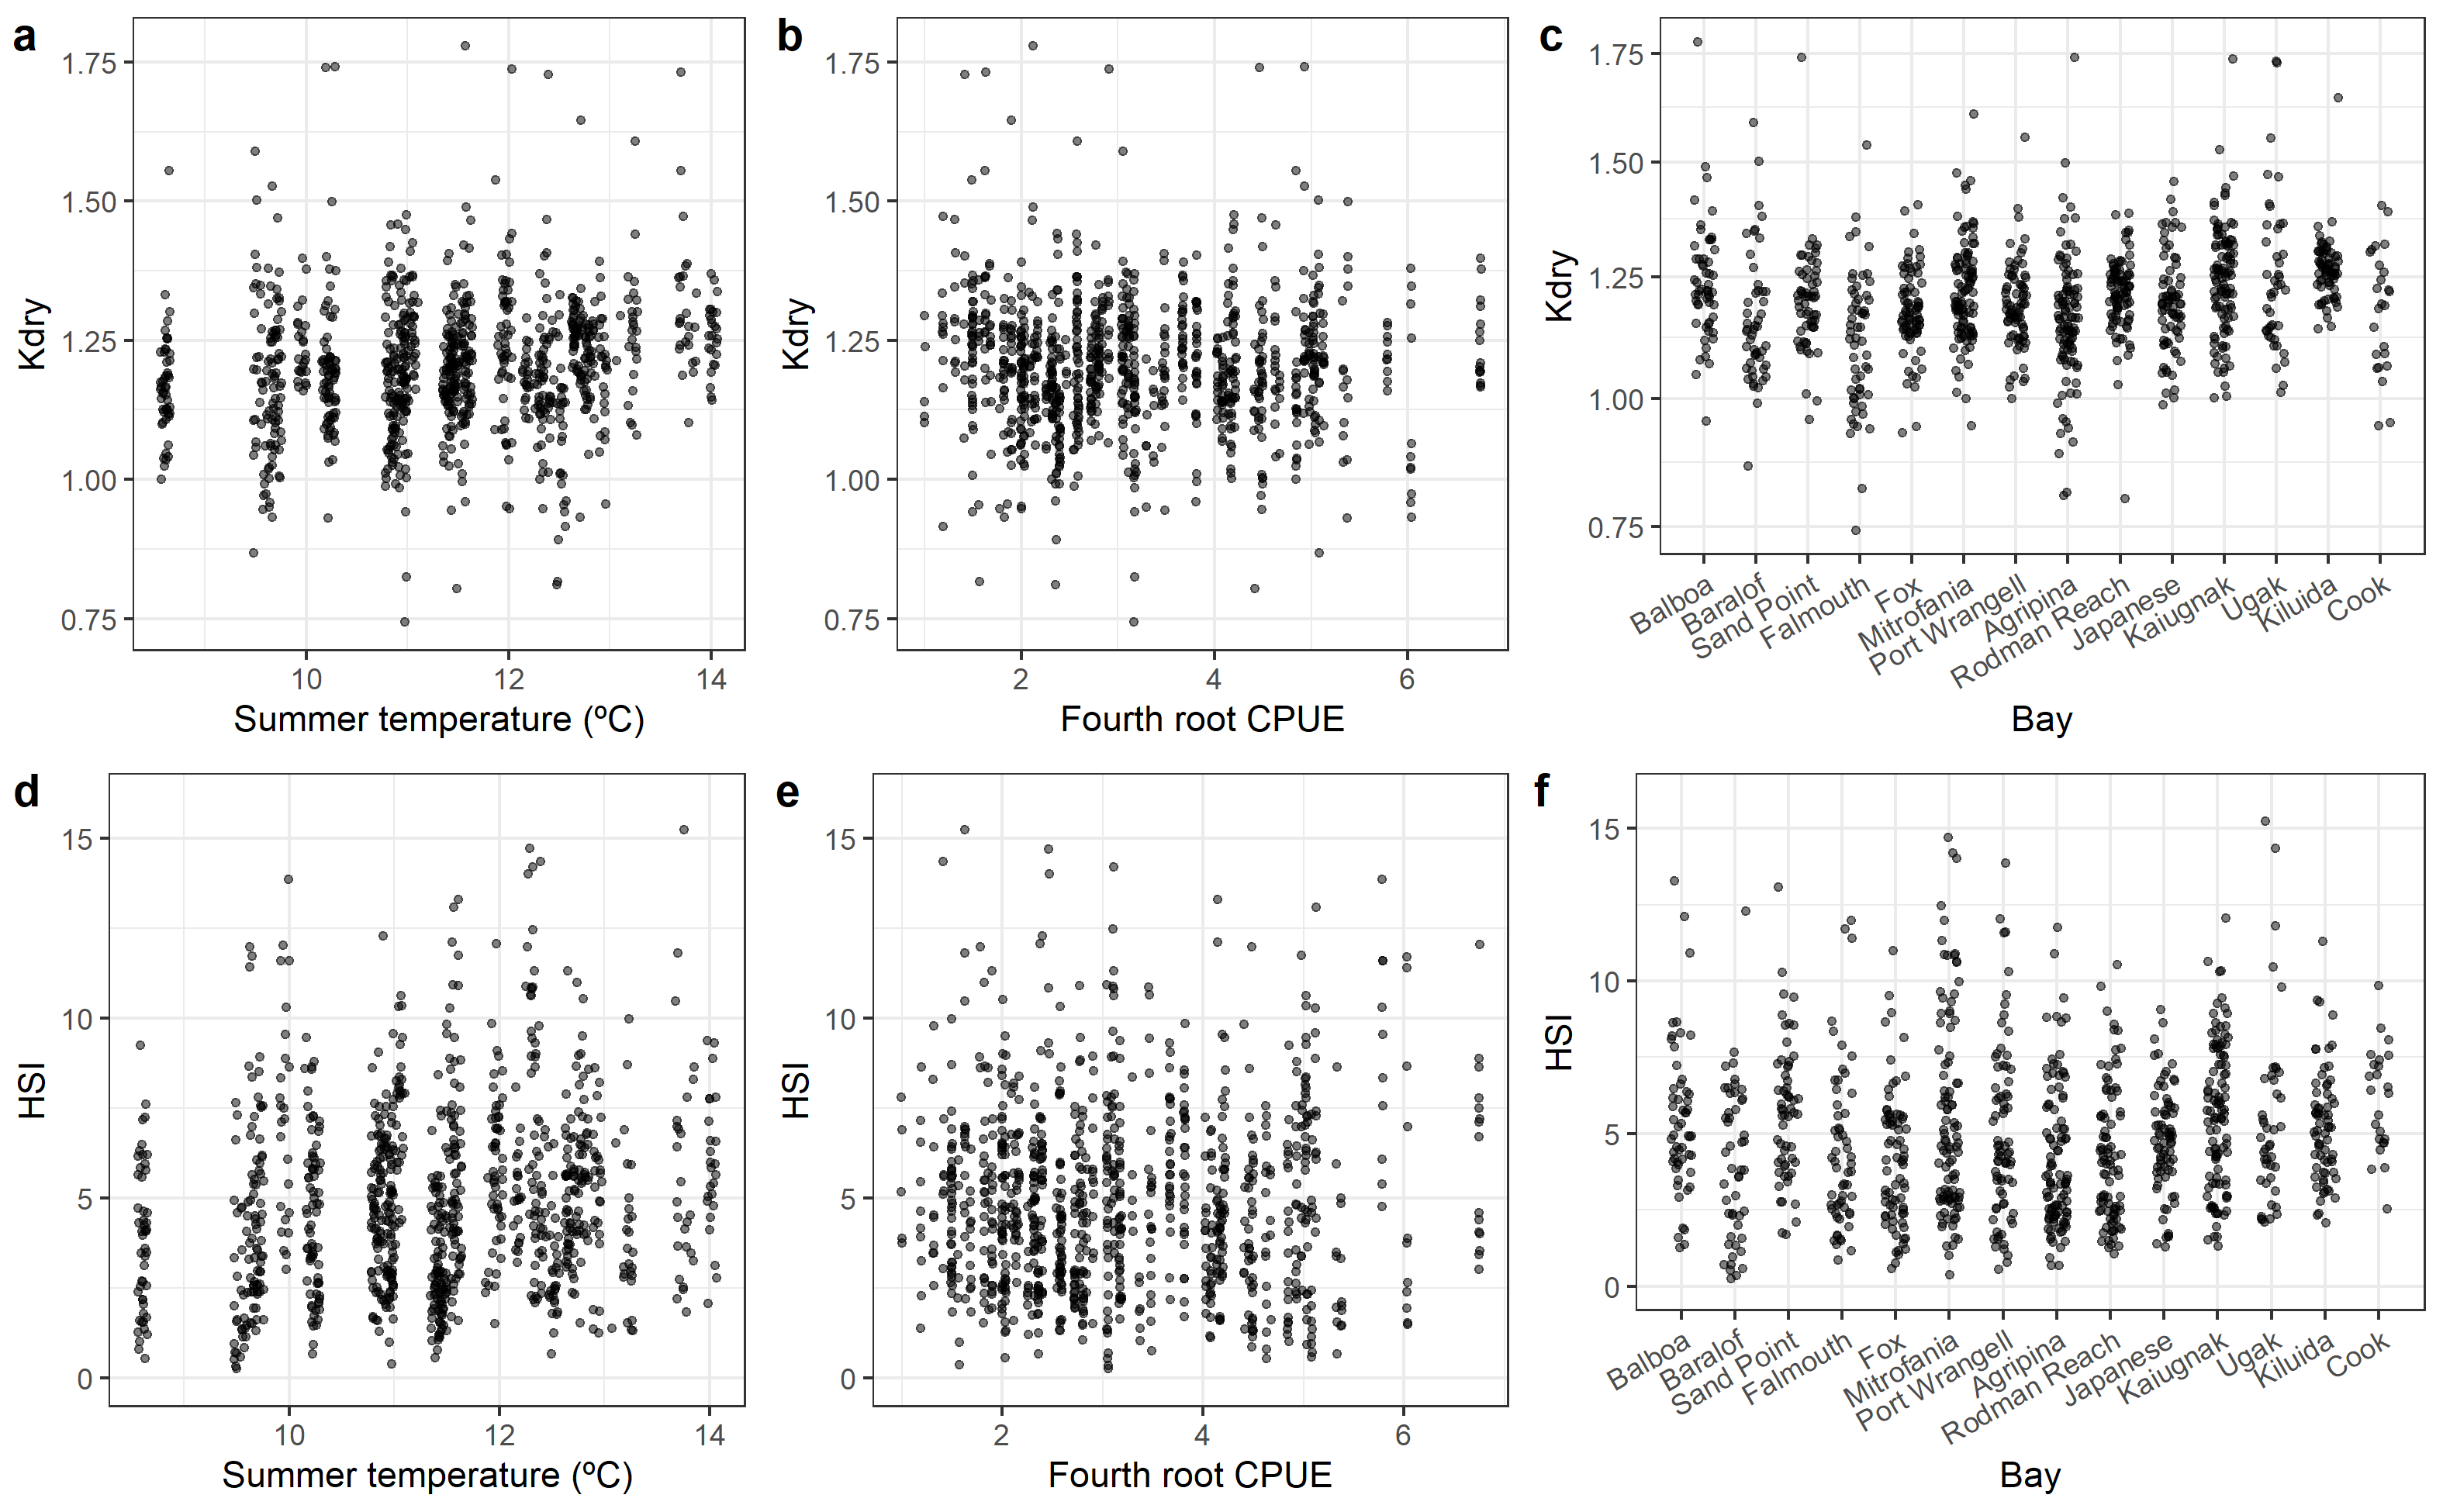 a
Kdry
1.75
1.50
1.25
1.00
0.75
10
12
14
Summer temperature (ºC)
b
Kdry
1.75
1.50
1.25
1.00
0.75
2
4
6
Fourth root CPUE
c
Kdry
1.75
1.50
1.25
1.00
0.75
Balboa
Baralof
Sand Point
Falmouth
Fox
Mitrofania
Port Wrangell
Agripina
Rodman Reach
Japanese
Kaiugnak
Ugak
Kiluida
Cook
Bay
d
HSI
15
10
5
0
10
12
14
Summer temperature (ºC)
e
HSI
15
10
5
0
2
4
6
Fourth root CPUE
f
HSI
15
10
5
0
Balboa
Baralof
Sand Point
Falmouth
Fox
Mitrofania
Port Wrangell
Agripina
Rodman Reach
Japanese
Kaiugnak
Ugak
Kiluida
Cook
Bay